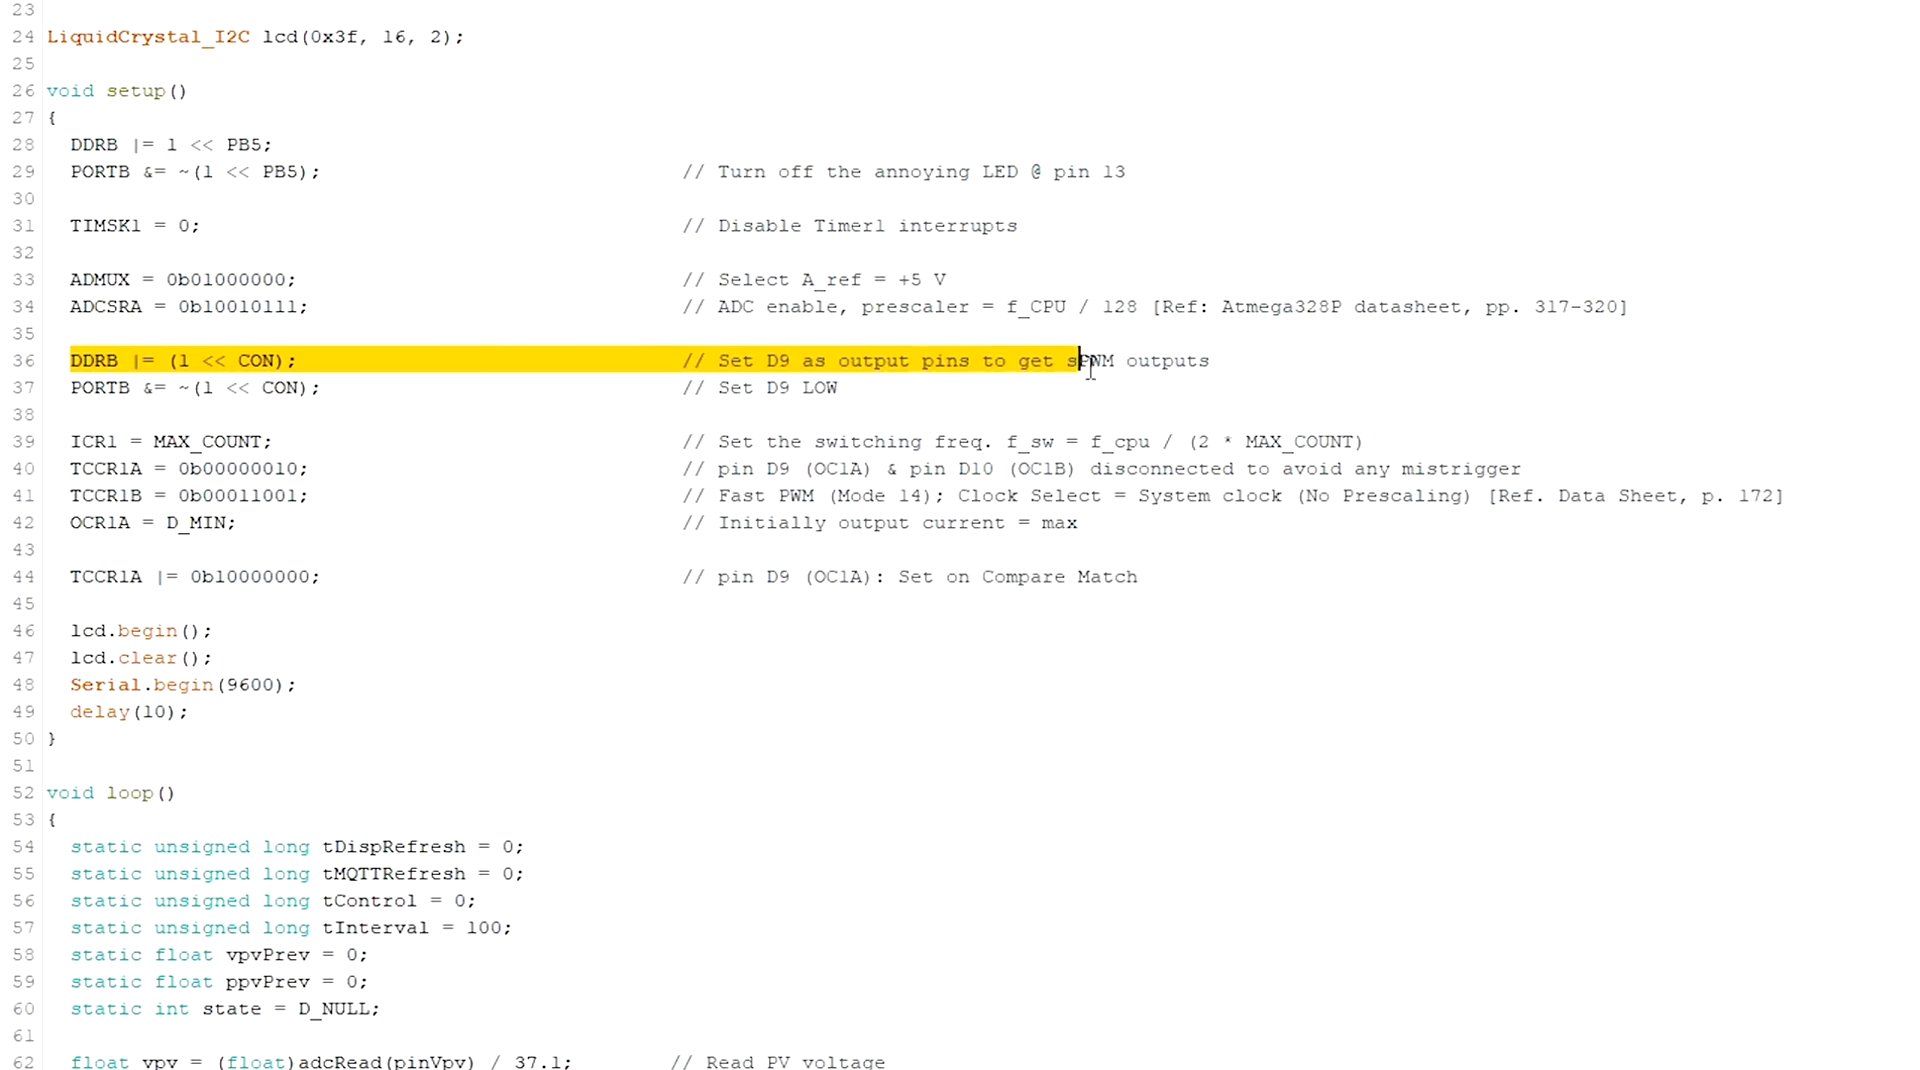 23
24 LiquidCrystal_I2C lcd(0x3f, 16, 2);
25
26 void setup()
27 {
28 DDRB |= 1 << PB5;
29 PORTB &= ~(1 << PB5); // Turn off the annoying LED @ pin 13
30
31 TIMSK1 = 0; // Disable Timer1 interrupts
32
33 ADMUX = 0b01000000; // Select A_ref = +5 V
34 ADCSRA = 0b10010111; // ADC enable, prescaler = f_CPU / 128 [Ref: Atmega328P datasheet, pp. 317-320]
35
36 DDRB |= (1 << CON); // Set D9 as output pins to get sPWM outputs
37 PORTB &= ~(1 << CON); // Set D9 LOW
38
39 ICR1 = MAX_COUNT; // Set the switching freq. f_sw = f_cpu / (2 * MAX_COUNT)
40 TCCR1A = 0b00000010; // pin D9 (OC1A) & pin D10 (OC1B) disconnected to avoid any mistrigger
41 TCCR1B = 0b00011001; // Fast PWM (Mode 14); Clock Select = System clock (No Prescaling) [Ref. Data Sheet, p. 172]
42 OCR1A = D_MIN; // Initially output current = max
43
44 TCCR1A |= 0b10000000; // pin D9 (OC1A): Set on Compare Match
45
46 lcd.begin();
47 lcd.clear();
48 Serial.begin(9600);
49 delay(10);
50 }
51
52 void loop()
53 {
54 static unsigned long tDispRefresh = 0;
55 static unsigned long tMQTTRefresh = 0;
56 static unsigned long tControl = 0;
57 static unsigned long tInterval = 100;
58 static float vpvPrev = 0;
59 static float ppvPrev = 0;
60 static int state = D_NULL;
61
62 float vpv = (float)adcRead(pinVpv) / 37.1; // Read PV voltage